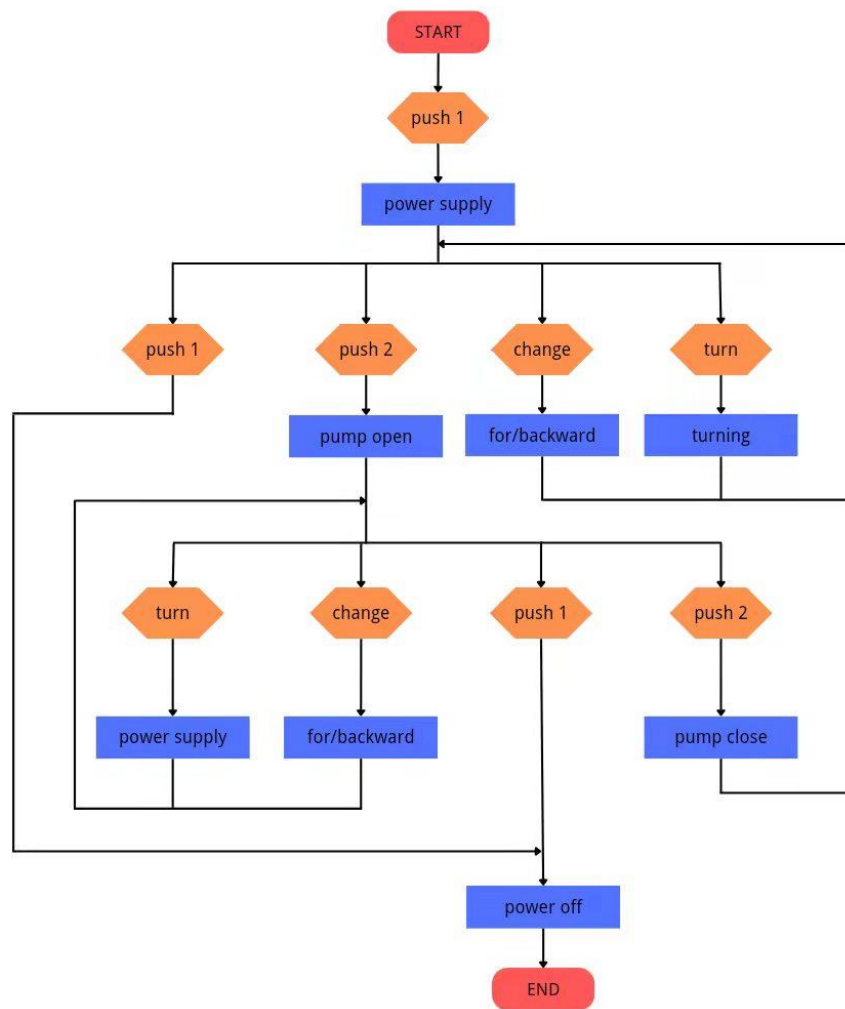 START
push 1
power supply
push 1
push 2
change
turn
pump open
for/backward
turning
turn
change
push 1
push 2
power supply
for/backward
pump close
power off
END